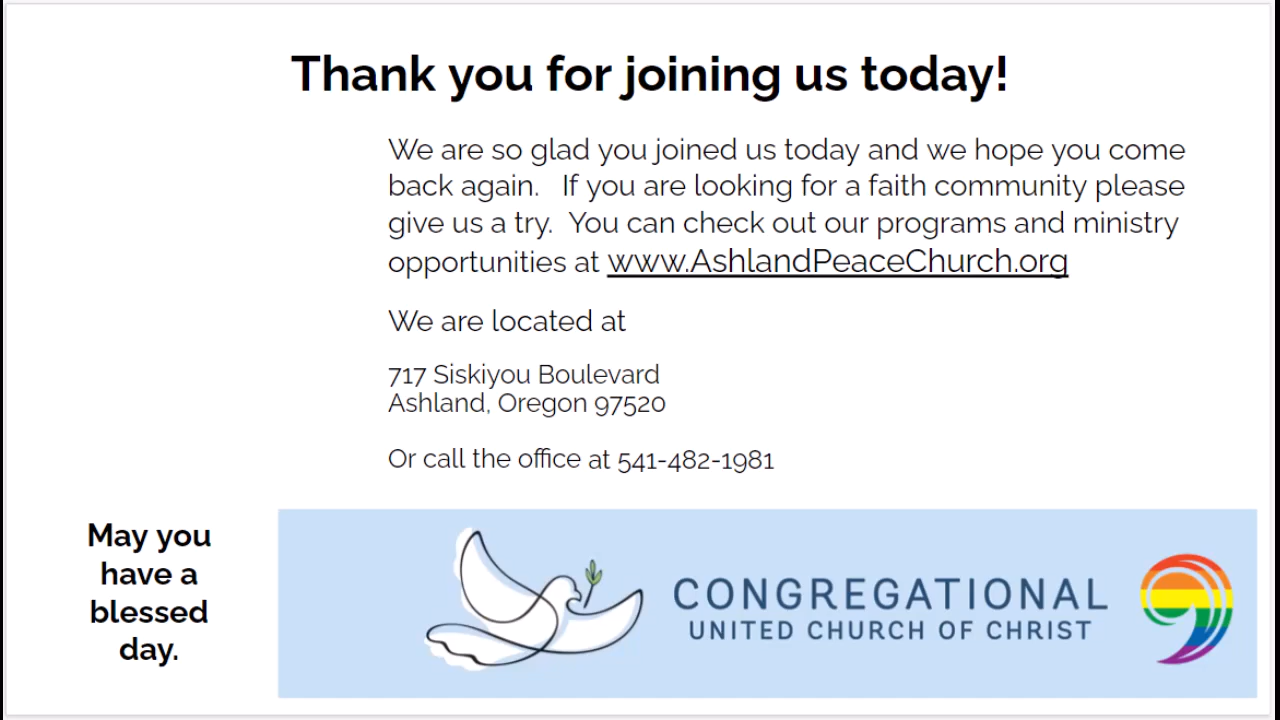 Thank you for joining us today!
We are so glad you joined us today and we hope you come
back again. If you are looking for a faith community please
give us a try. You can check out our programs and ministry
opportunities at www.AshlandPeaceChurch.org
We are located at
717 Siskiyou Boulevard
Ashland, Oregon 97520
Or call the office at 541-482-1981
May you
have a
blessed
day.
CONGREGATIONAL
UNITED CHURCH OF CHRIST